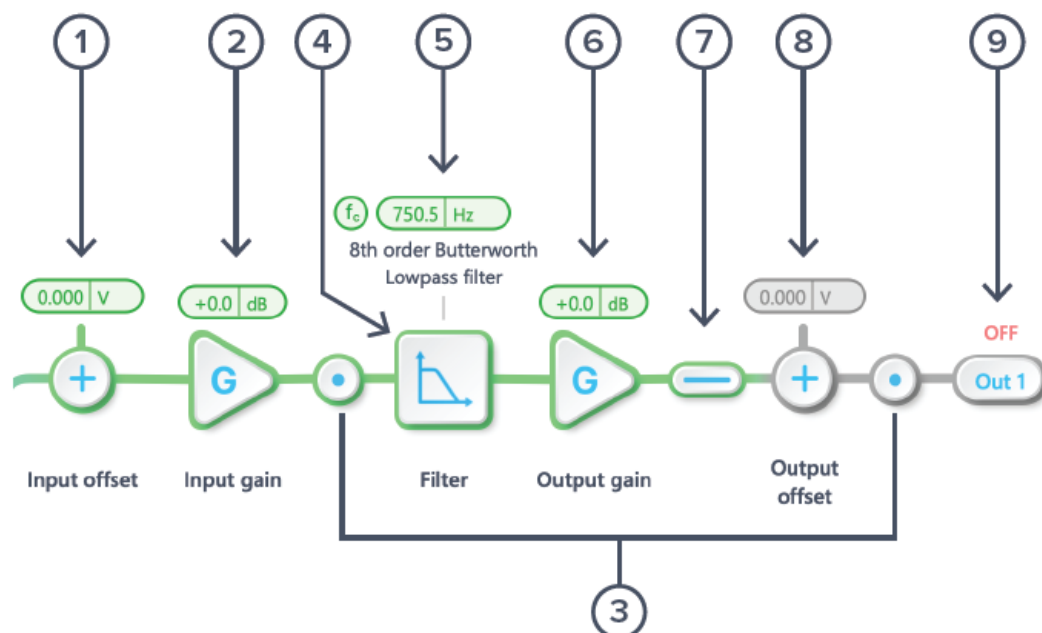 1 2 4 5 6 7 8 9
fc 750.5 Hz
8th order Butterworth
Lowpass filter
0.000 V +0.0 dB +0.0 dB 0.000 V
OFF
G G Out 1
Input offset Input gain Filter Output gain Output
offset
3